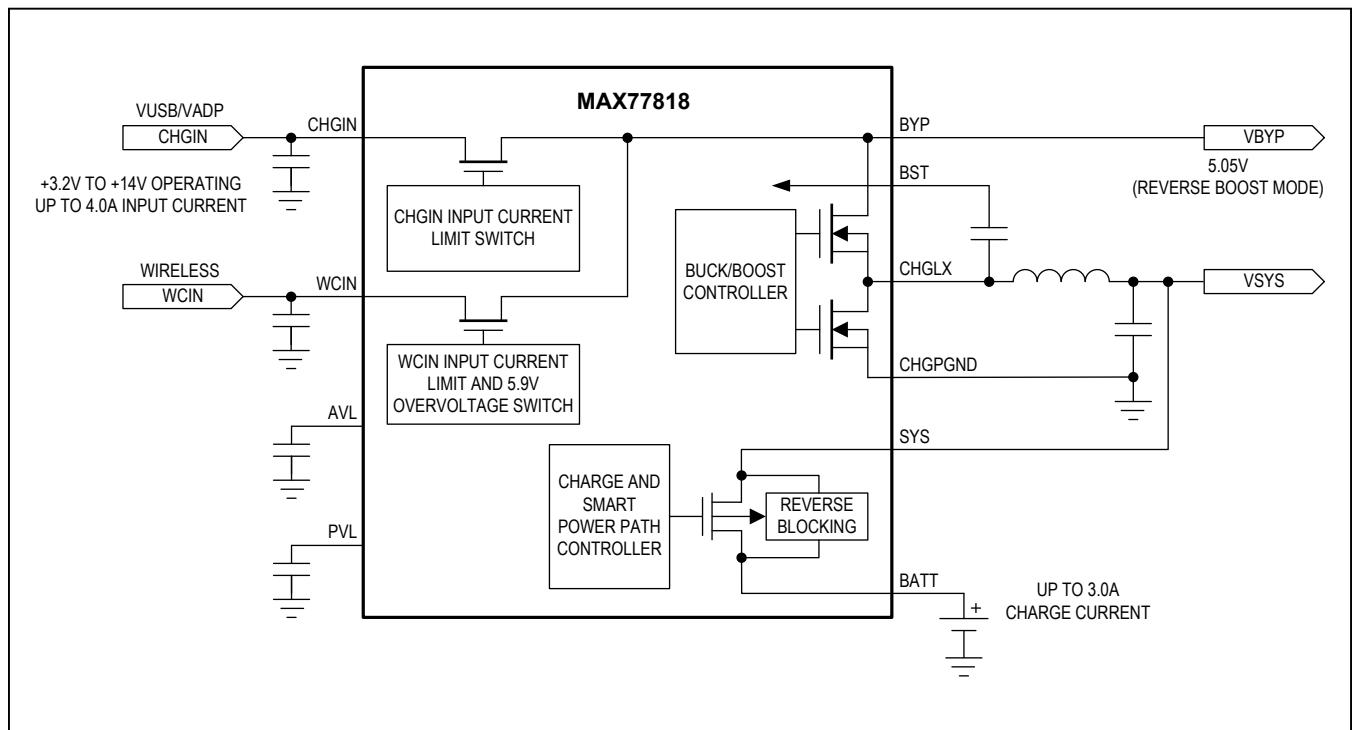 MAX77818
VUSB/VADP
CHGIN
CHGIN
+3.2V TO +14V OPERATING
UP TO 4.0A INPUT CURRENT
CHGIN INPUT CURRENT
LIMIT SWITCH
WIRELESS
WCIN
WCIN
WCIN INPUT CURRENT
LIMIT AND 5.9V
OVERVOLTAGE SWITCH
AVL
PVL
BYP
VBYP
5.05V
(REVERSE BOOST MODE)
BST
BUCK/BOOST
CONTROLLER
CHGLX
VSYS
CHGPGND
SYS
CHARGE AND
SMART
POWER PATH
CONTROLLER
REVERSE
BLOCKING
BATT
+
UP TO 3.0A
CHARGE CURRENT